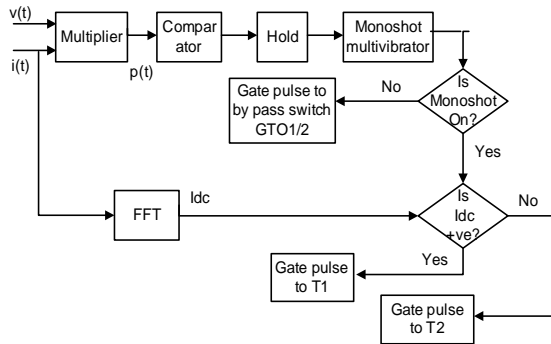 v(t)
i(t)
Multiplier
p(t)
Compar
ator
Hold
Monoshot
multivibrator
Is
Monoshot
On?
No
Gate pulse to
by pass switch
GTO1/2
Yes
FFT
Idc
Is
Idc
+ve?
No
Yes
Gate pulse
to T1
Gate pulse
to T2